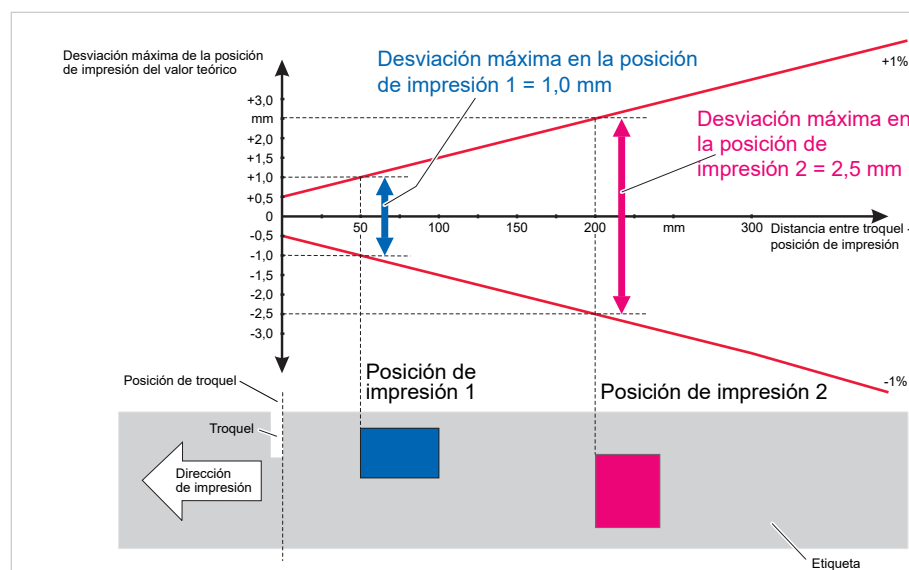 Desviación máxima de la posición
de impresión del valor teórico
Desviación máxima en la posición
de impresión 1 = 1,0 mm
+1%
Desviación máxima en
la posición de
impresión 2 = 2,5 mm
+3,0
mm
+2,0
+1,5
+1,0
+0,5
0
-0,5
-1,0
-1,5
-2,0
-2,5
-3,0
50
100
150
200
mm
300
Distancia entre troquel -
posición de impresión
-1%
Posición de troquel
Posición de
impresión 1
Posición de impresión 2
Troquel
Dirección
de impresión
Etiqueta